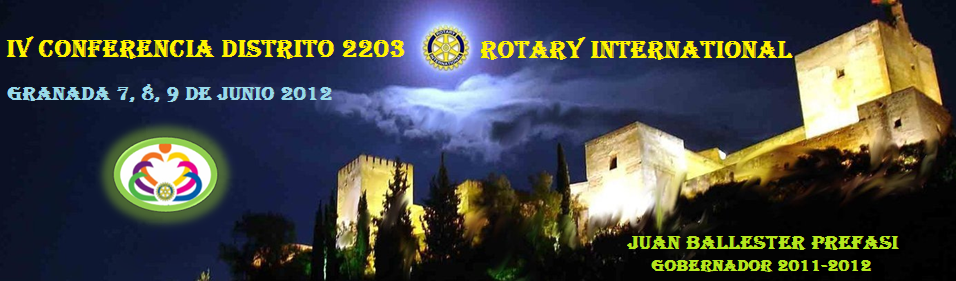 IV CONFERENCIA DISTRITO 2203 ROTARY INTERNATIONAL
GRANADA 7, 8, 9 DE JUNIO 2012
JUAN BALLESTER PREFASI
GOBERNADOR 2011-2012